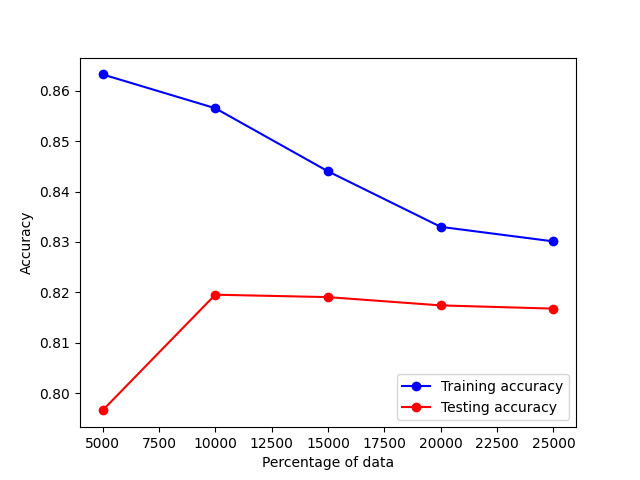 0.86
0.85
0.84
0.83
0.82
0.81
0.80
Accuracy
5000 7500 10000 12500 15000 17500 20000 22500 25000
Percentage of data
Training accuracy
Testing accuracy